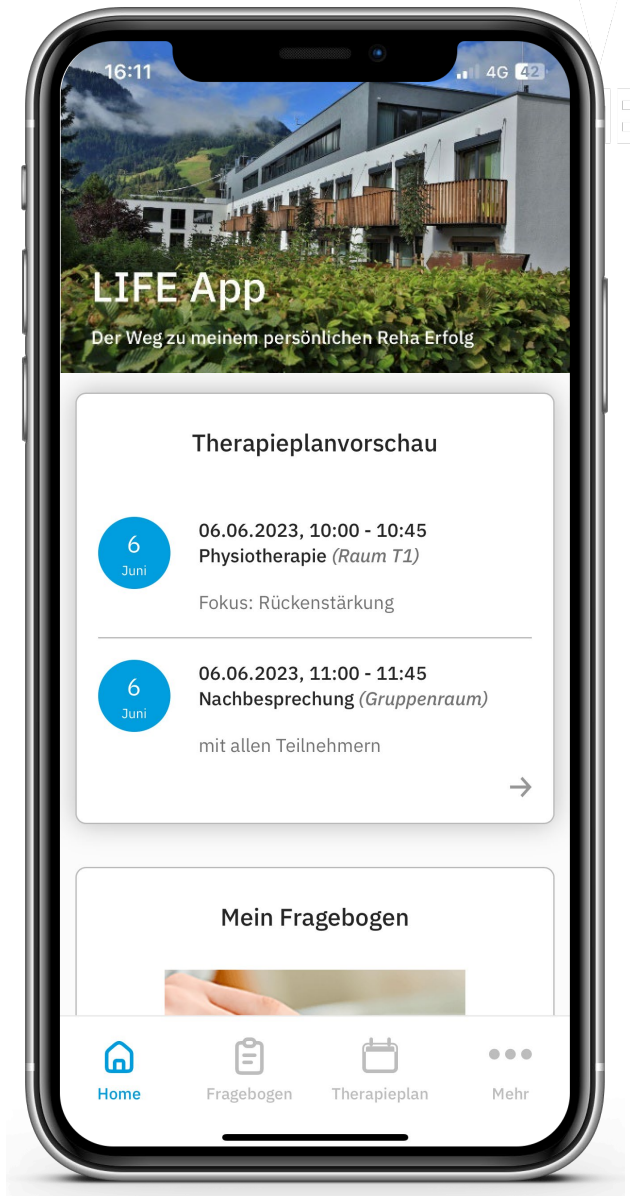 16:11
4G 42
LIFE App
Der Weg zu meinem persönlichen Reha Erfolg
Therapieplanvorschau
6
Juni
06.06.2023, 10:00 - 10:45
Physiotherapie (Raum T1)
Fokus: Rückenstärkung
6
Juni
06.06.2023, 11:00 - 11:45
Nachbesprechung (Gruppenraum)
mit allen Teilnehmern
Mein Fragebogen
Home
Fragebogen
Therapieplan
Mehr